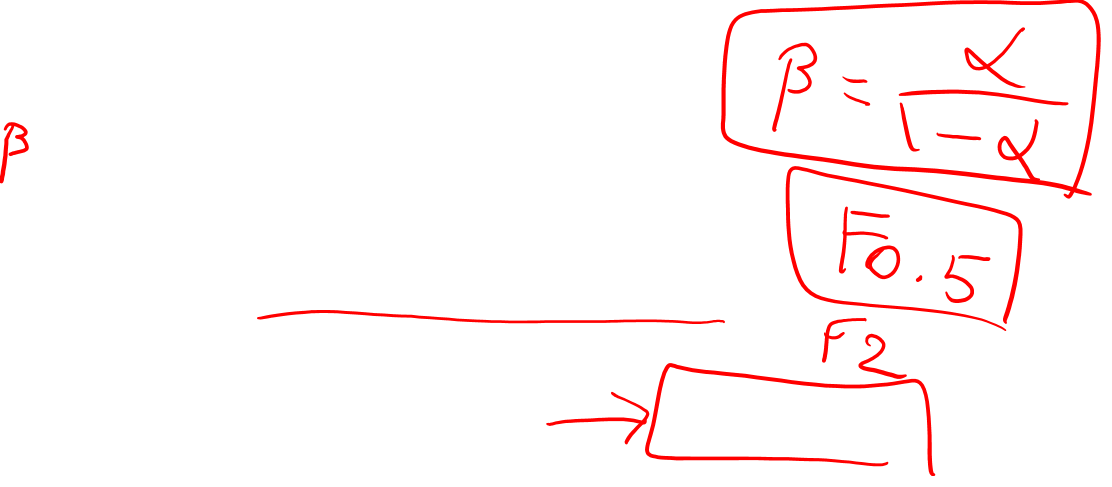 β = α / (1 - α)
β
F0.5
F2